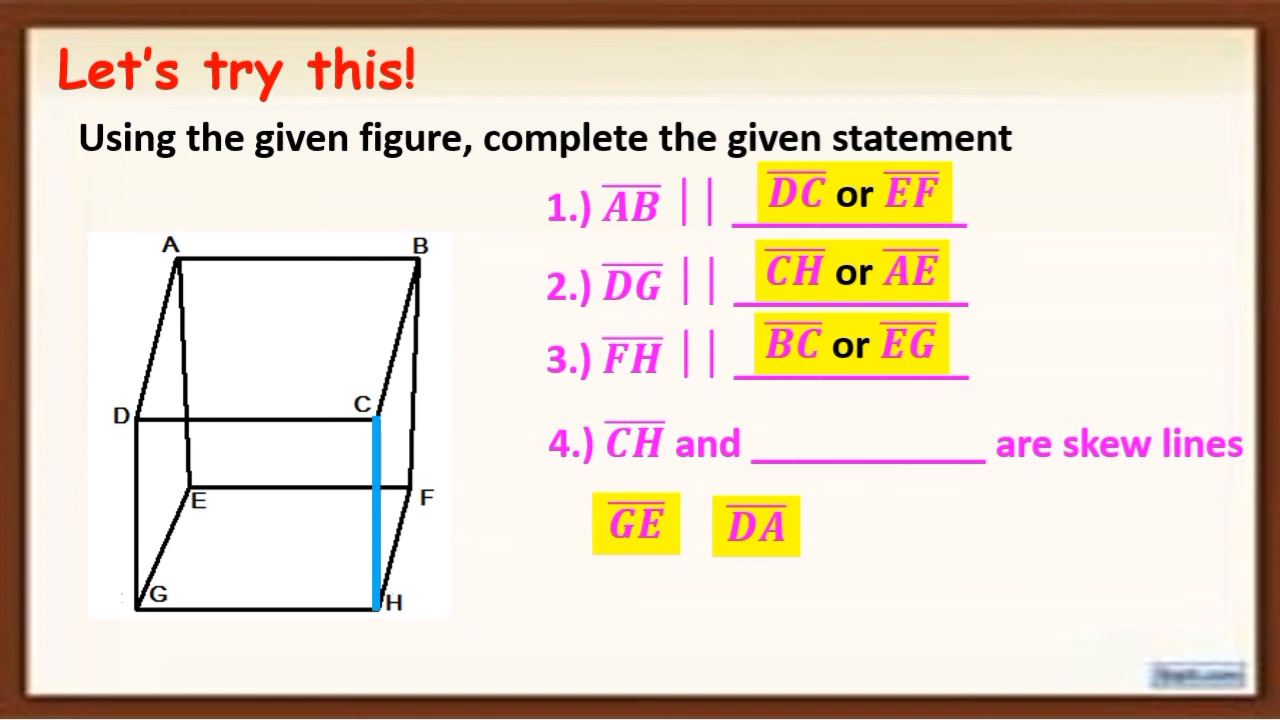 Let's try this!
Using the given figure, complete the given statement
1.) AB || DC or EF
2.) DG || CH or AE
3.) FH || BC or EG
4.) CH and ____________ are skew lines
GE DA
A B
D C
E F
G H